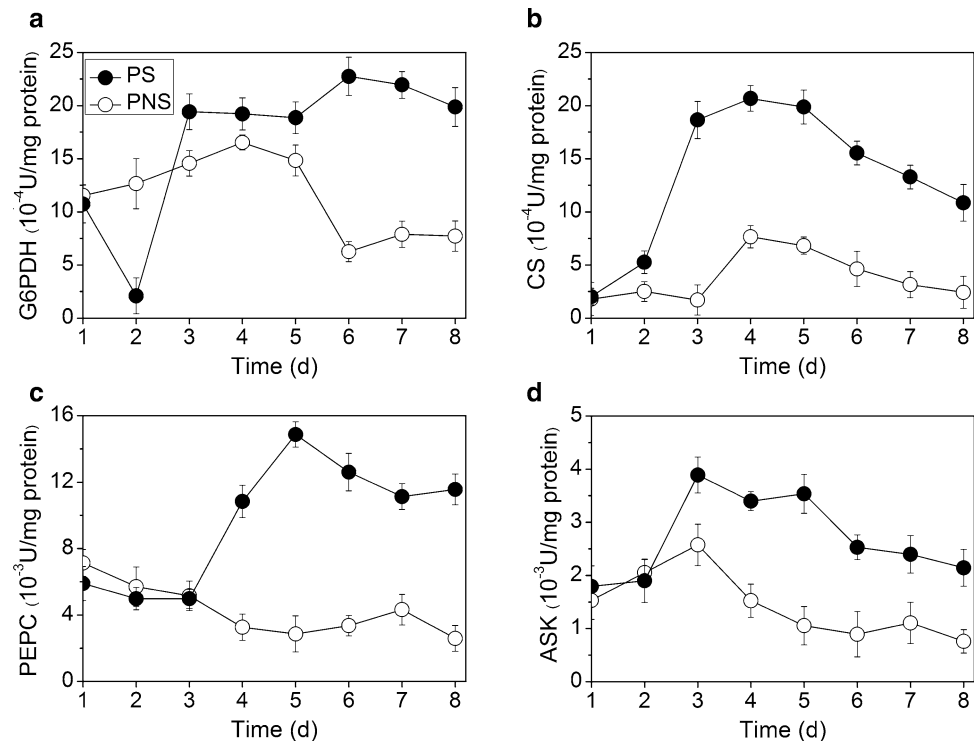 a
25
20
15
10
5
0
G6PDH (10⁻⁴U/mg protein)
PS
PNS
1 2 3 4 5 6 7 8
Time (d)
b
25
20
15
10
5
0
CS (10⁻⁴U/mg protein)
1 2 3 4 5 6 7 8
Time (d)
c
16
12
8
4
0
PEPC (10⁻³U/mg protein)
1 2 3 4 5 6 7 8
Time (d)
d
5
4
3
2
1
0
ASK (10⁻³U/mg protein)
1 2 3 4 5 6 7 8
Time (d)